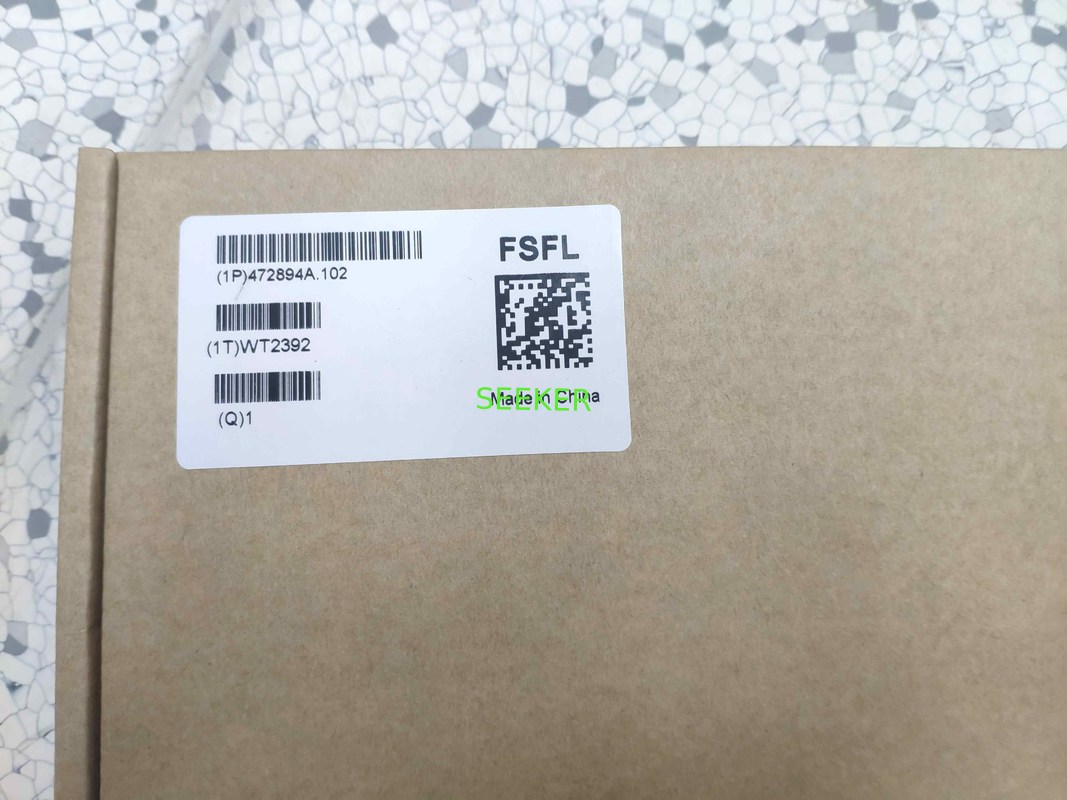 (1P)472894A.102
(1T)WT2392
(Q)1
FSFL
Made in China
SEEKER